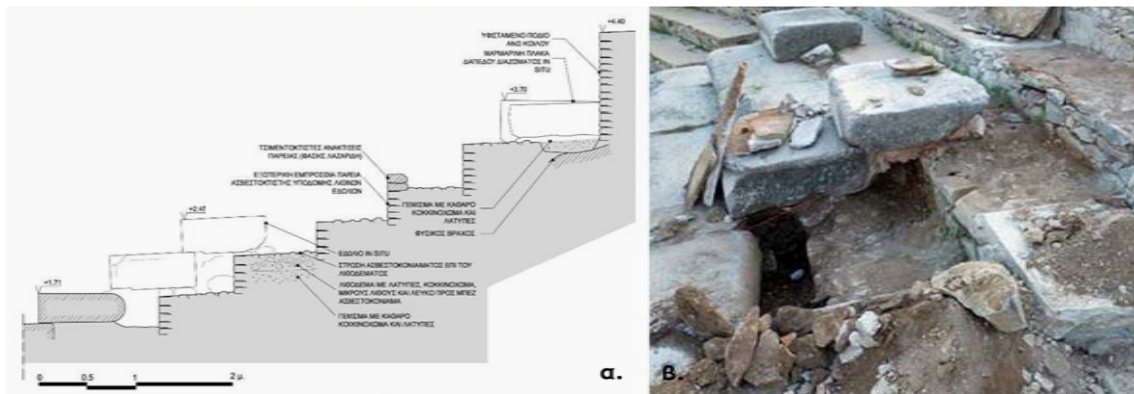 +4.40
ΥΦΙΣΤΑΜΕΝΟ ΠΟΔΙΟ
ΑΝΩ ΚΟΙΛΟΥ
ΜΑΡΜΑΡΙΝΗ ΠΛΑΚΑ
ΔΑΠΕΔΟΥ ΔΙΑΖΩΜΑΤΟΣ IN
SITU
+3.70
ΤΣΙΜΕΝΤΟΚΤΙΣΤΕΣ ΑΝΑΚΤΙΣΕΙΣ
ΠΑΡΕΙΑΣ (ΦΑΣΗΣ ΛΑΖΑΡΙΔΗ)
ΕΞΩΤΕΡΙΚΗ ΕΜΠΡΟΣΘΙΑ ΠΑΡΕΙΑ
ΑΣΒΕΣΤΟΚΤΙΣΤΗΣ ΥΠΟΔΟΜΗΣ ΛΙΘΙΝΩΝ
ΕΔΩΛΙΩΝ
ΓΕΜΙΣΜΑ ΜΕ ΚΑΘΑΡΟ
ΚΟΚΚΙΝΟΧΩΜΑ ΚΑΙ
ΛΑΤΥΠΕΣ
ΦΥΣΙΚΟΣ ΒΡΑΧΟΣ
+2.47
ΕΔΩΛΙΟ IN SITU
ΣΤΡΩΣΗ ΑΣΒΕΣΤΟΚΟΝΙΑΜΑΤΟΣ ΕΠΙ ΤΟΥ
ΛΙΘΟΔΕΜΑΤΟΣ
ΛΙΘΟΔΕΜΑ ΜΕ ΛΑΤΥΠΕΣ, ΚΟΚΚΙΝΟΧΩΜΑ,
ΜΙΚΡΟΥΣ ΛΙΘΟΥΣ ΚΑΙ ΛΕΥΚΟ ΠΡΟΣ ΜΠΕΖ
ΑΣΒΕΣΤΟΚΟΝΙΑΜΑ
+1.71
ΓΕΜΙΣΜΑ ΜΕ ΚΑΘΑΡΟ
ΚΟΚΚΙΝΟΧΩΜΑ ΚΑΙ ΛΑΤΥΠΕΣ
0 0.5 1 2 μ.
α. β.